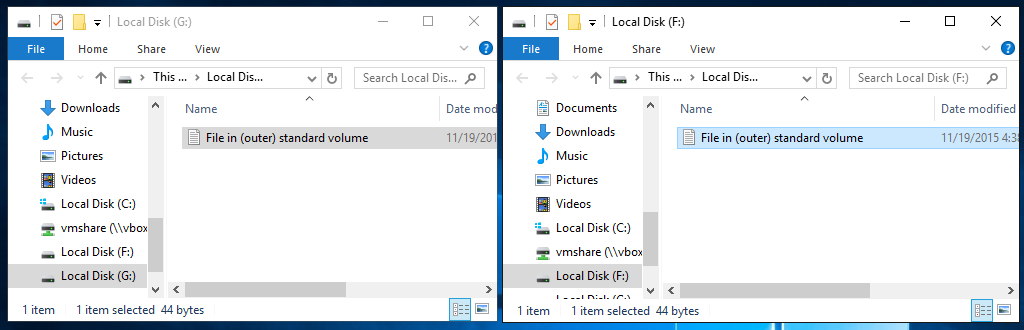 Local Disk (G:)
File Home Share View
This ... Local Dis... Search Local Dis...
Name Date mod
Downloads
Music
Pictures
Videos
Local Disk (C:)
vmshare (\\vbox
Local Disk (F:)
Local Disk (G:)
File in (outer) standard volume 11/19/201
1 item 1 item selected 44 bytes
Local Disk (F:)
File Home Share View
This ... Local Dis... Search Local Disk (F:)
Name Date modified
Documents
Downloads
Music
Pictures
Videos
Local Disk (C:)
vmshare (\\vbox
Local Disk (F:)
Local Disk (G:)
File in (outer) standard volume 11/19/2015 4:38
1 item 1 item selected 44 bytes